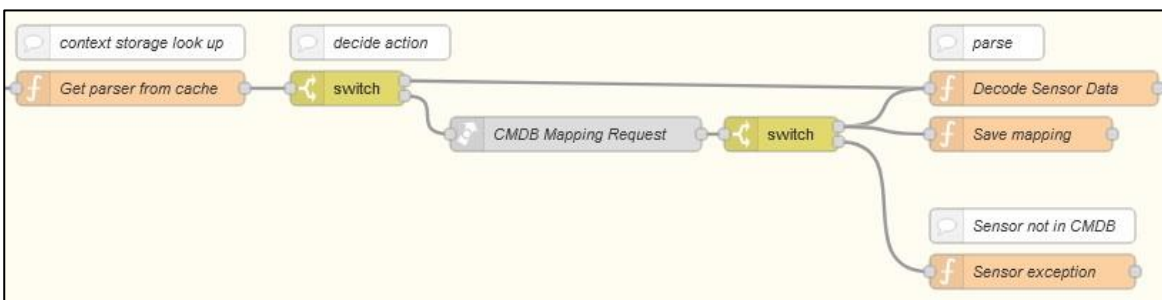 context storage look up
decide action
parse
Get parser from cache
switch
Decode Sensor Data
CMDB Mapping Request
switch
Save mapping
Sensor not in CMDB
Sensor exception